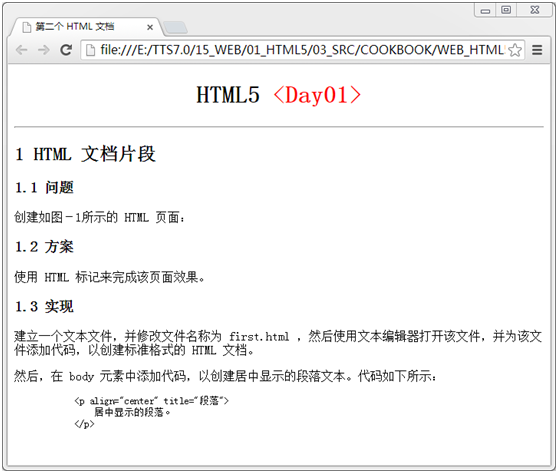 第二个 HTML 文档
file:///E:/TTS7.0/15_WEB/01_HTML5/03_SRC/COOKBOOK/WEB_HTML
HTML5 <Day01>
1 HTML 文档片段
1.1 问题
创建如图－1所示的 HTML 页面：
1.2 方案
使用 HTML 标记来完成该页面效果。
1.3 实现
建立一个文本文件，并修改文件名称为 first.html ，然后使用文本编辑器打开该文件，并为该文
件添加代码，以创建标准格式的 HTML 文档。
然后，在 body 元素中添加代码，以创建居中显示的段落文本。代码如下所示：
<p align="center" title="段落">
居中显示的段落。
</p>